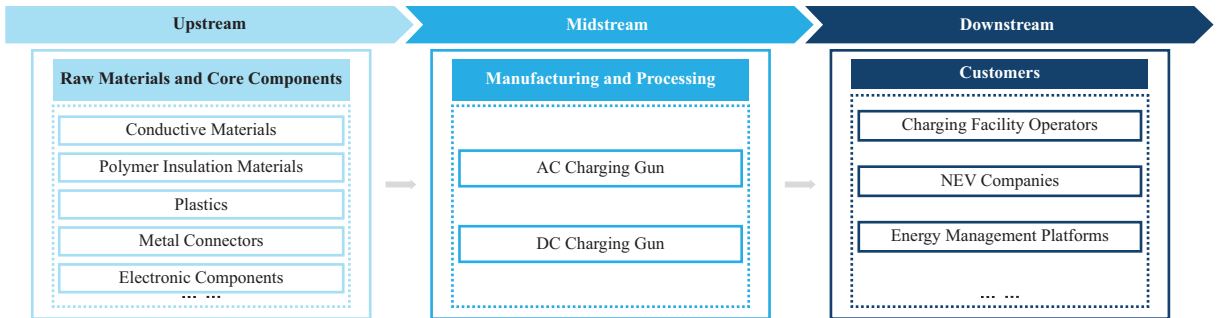 Upstream
Midstream
Downstream
Raw Materials and Core Components
Conductive Materials
Polymer Insulation Materials
Plastics
Metal Connectors
Electronic Components
... ...
Manufacturing and Processing
AC Charging Gun
DC Charging Gun
Customers
Charging Facility Operators
NEV Companies
Energy Management Platforms
... ...